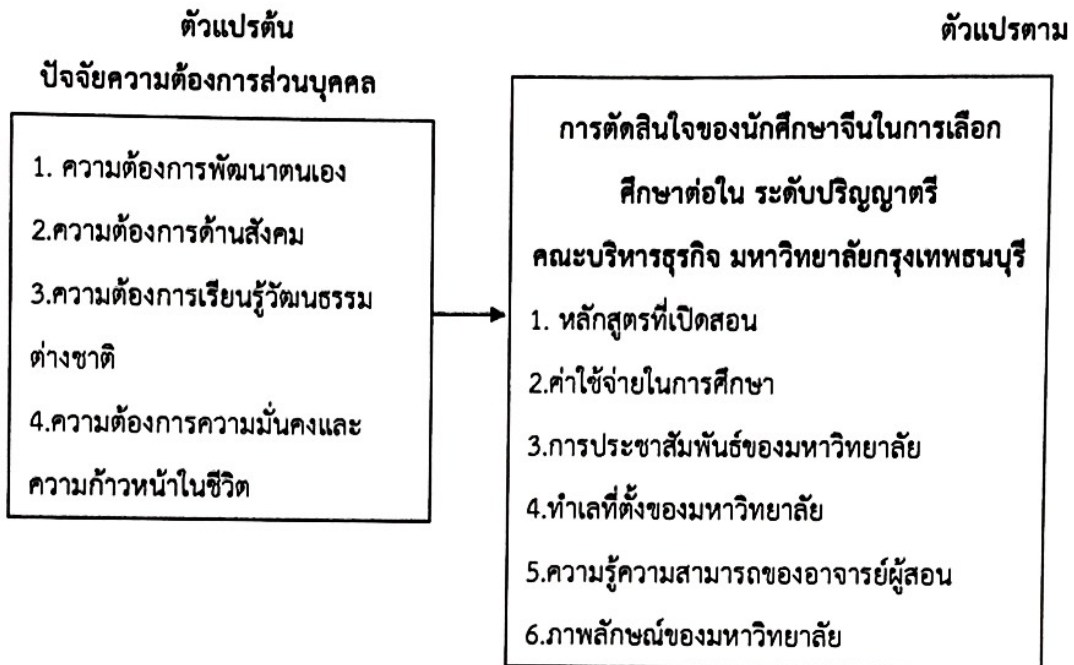 ตัวแปรต้น
ตัวแปรตาม
ปัจจัยความต้องการส่วนบุคคล
1. ความต้องการพัฒนาตนเอง
2.ความต้องการด้านสังคม
3.ความต้องการเรียนรู้วัฒนธรรม
ต่างชาติ
4.ความต้องการความมั่นคงและ
ความก้าวหน้าในชีวิต
การตัดสินใจของนักศึกษาจีนในการเลือก
ศึกษาต่อใน ระดับปริญญาตรี
คณะบริหารธุรกิจ มหาวิทยาลัยกรุงเทพธนบุรี
1. หลักสูตรที่เปิดสอน
2.ค่าใช้จ่ายในการศึกษา
3.การประชาสัมพันธ์ของมหาวิทยาลัย
4.ทำเลที่ตั้งของมหาวิทยาลัย
5.ความรู้ความสามารถของอาจารย์ผู้สอน
6.ภาพลักษณ์ของมหาวิทยาลัย